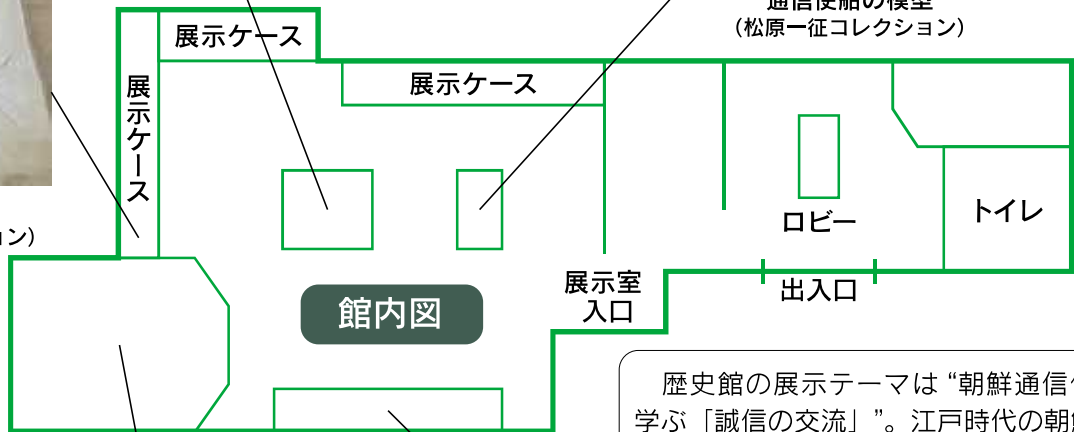 通信使船の模型
（松原一征コレクション）
展示ケース
展示ケース
展示ケース
ョン）
ロビー
トイレ
展示室
入口
出入口
館内図
歴史館の展示テーマは“朝鮮通信
学ぶ「誠信の交流」”。江戸時代の朝